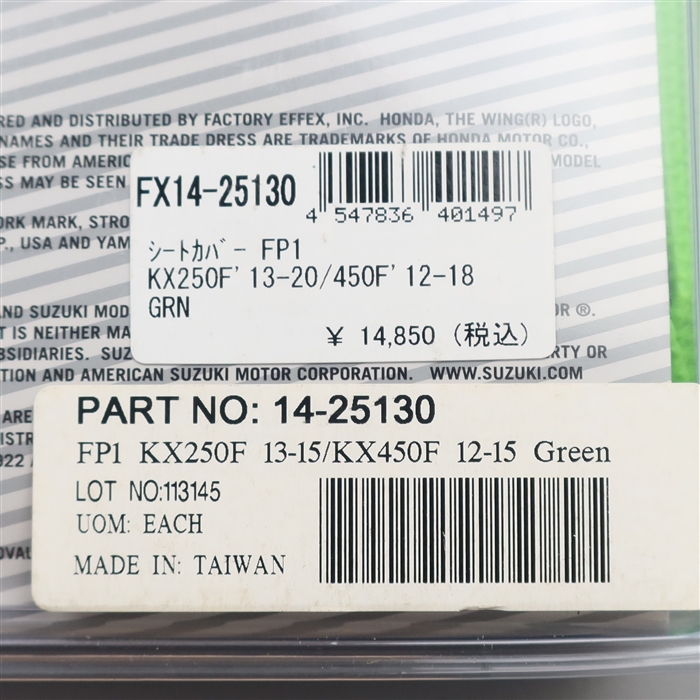 RED AND DISTRIBUTED BY FACTORY EFFEX, INC. HONDA, THE WING(R) LOGO,
NAMES AND THEIR TRADE DRESS ARE TRADEMARKS OF HONDA MOTOR CO.,
SE FROM AMERIC
MODEL
SS MAY BE SEEN
FX14-25130
4 547836 401497
ORK MARK, STRO
P., USA AND YAM
シートカバー FP1
KX250F'13-20/450F'12-18
GRN
¥ 14,850 (税込)
AND SUZUKI MOD
OR ®.
T IS NEITHER MA
BSIDIARIES. SUZ
RTY OR
TION AND AMERICAN SUZUKI MOTOR CORPORATION. WWW.SUZUKI.COM
ARE
ISTR
022
PART NO: 14-25130
FP1 KX250F 13-15/KX450F 12-15 Green
LOT NO:113145
UOM: EACH
MADE IN: TAIWAN